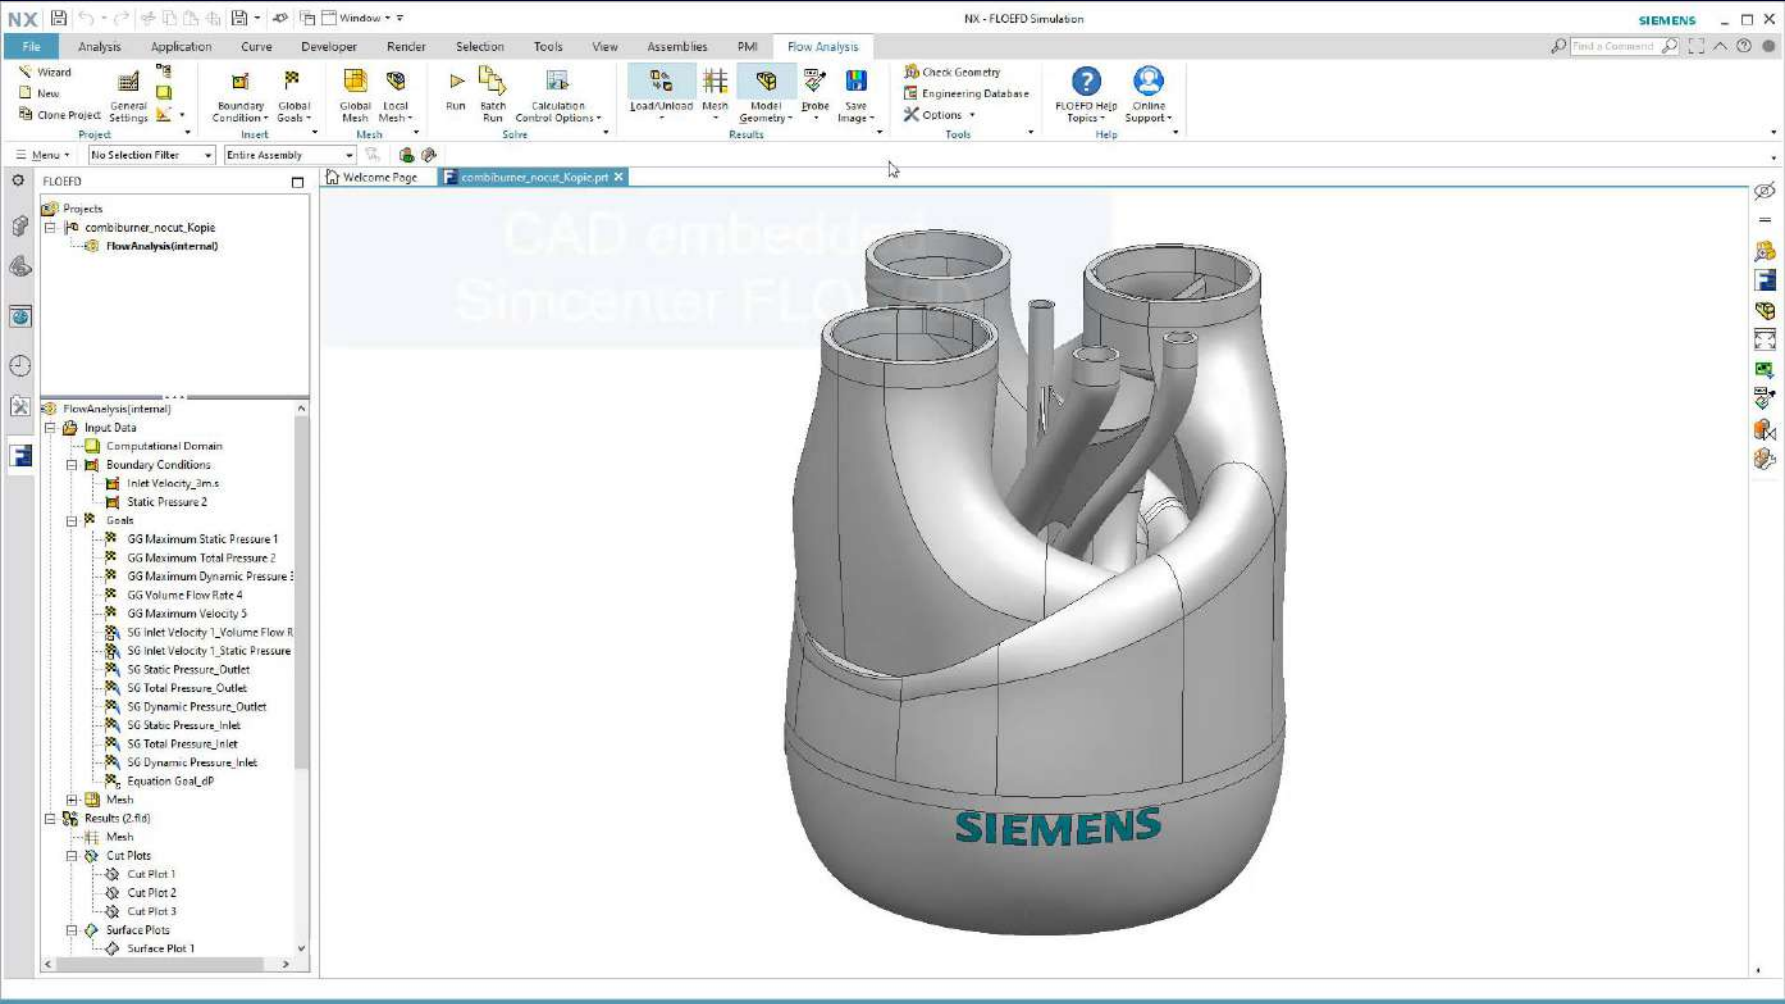 NX Window NX - FLOEFD Simulation SIEMENS
File Analysis Application Curve Developer Render Selection Tools View Assemblies PMI Flow Analysis Find a Command
Wizard
New
Clone Project
General Settings
Project
Boundary Condition
Global Goals
Insert
Global Mesh
Local Mesh
Mesh
Run
Batch Run
Calculation Control Options
Solve
Load/Unload
Mesh
Model Geometry
Probe
Save Image
Results
Check Geometry
Engineering Database
Options
Tools
FLOEFD Help Topics
Online Support
Help
Menu No Selection Filter Entire Assembly
FLOEFD
Welcome Page combiburner_nocut_Kopie.prt
Projects
combiburner_nocut_Kopie
FlowAnalysis(internal)
CAD embedded
Simcenter FLOEFD
FlowAnalysis(internal)
Input Data
Computational Domain
Boundary Conditions
Inlet Velocity_3m.s
Static Pressure 2
Goals
GG Maximum Static Pressure 1
GG Maximum Total Pressure 2
GG Maximum Dynamic Pressure 3
GG Volume Flow Rate 4
GG Maximum Velocity 5
SG Inlet Velocity 1_Volume Flow R
SG Inlet Velocity 1_Static Pressure
SG Static Pressure_Outlet
SG Total Pressure_Outlet
SG Dynamic Pressure_Outlet
SG Static Pressure_Inlet
SG Total Pressure_Inlet
SG Dynamic Pressure_Inlet
Equation Goal_dP
Mesh
Results (2.fld)
Mesh
Cut Plots
Cut Plot 1
Cut Plot 2
Cut Plot 3
Surface Plots
Surface Plot 1
SIEMENS